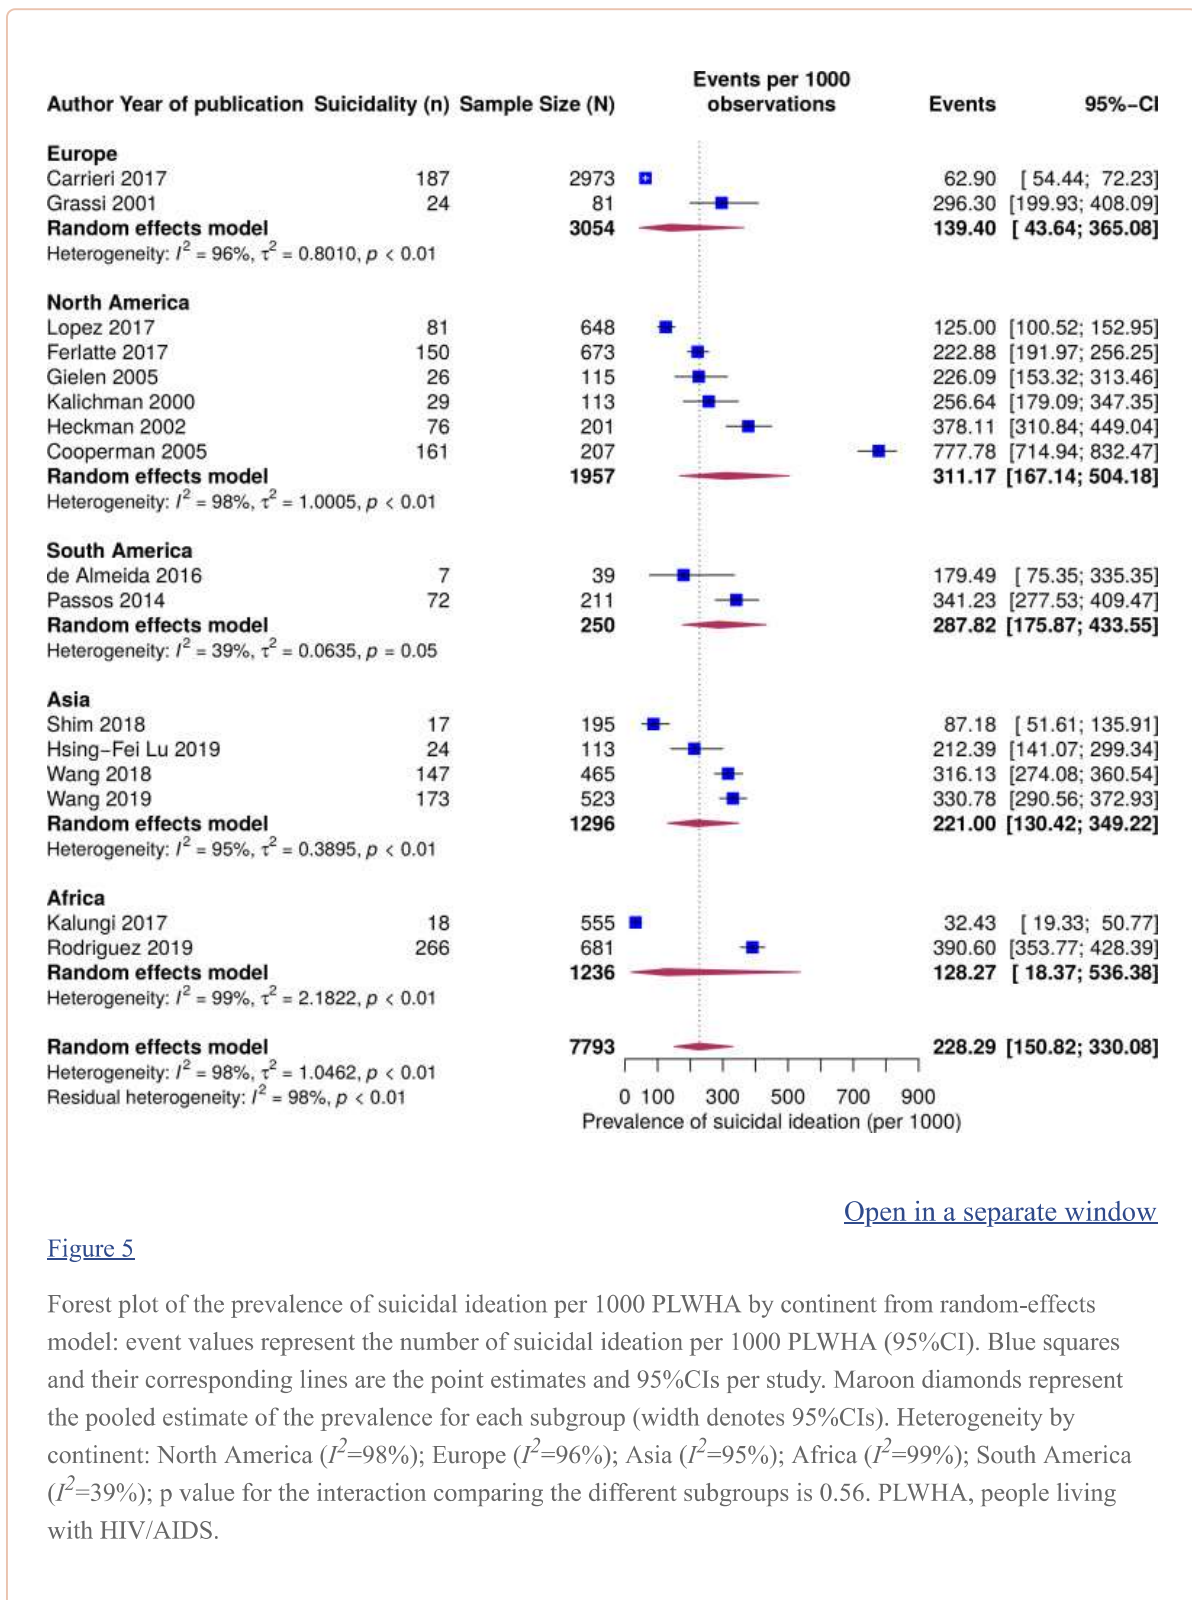 Events per 1000
Author Year of publication Suicidality (n) Sample Size (N) observations Events 95%−CI
Europe
Carrieri 2017 187 2973 62.90 [ 54.44; 72.23]
Grassi 2001 24 81 296.30 [199.93; 408.09]
Random effects model 3054 139.40 [ 43.64; 365.08]
Heterogeneity: I² = 96%, τ² = 0.8010, p < 0.01
North America
Lopez 2017 81 648 125.00 [100.52; 152.95]
Ferlatte 2017 150 673 222.88 [191.97; 256.25]
Gielen 2005 26 115 226.09 [153.32; 313.46]
Kalichman 2000 29 113 256.64 [179.09; 347.35]
Heckman 2002 76 201 378.11 [310.84; 449.04]
Cooperman 2005 161 207 777.78 [714.94; 832.47]
Random effects model 1957 311.17 [167.14; 504.18]
Heterogeneity: I² = 98%, τ² = 1.0005, p < 0.01
South America
de Almeida 2016 7 39 179.49 [ 75.35; 335.35]
Passos 2014 72 211 341.23 [277.53; 409.47]
Random effects model 250 287.82 [175.87; 433.55]
Heterogeneity: I² = 39%, τ² = 0.0635, p = 0.05
Asia
Shim 2018 17 195 87.18 [ 51.61; 135.91]
Hsing−Fei Lu 2019 24 113 212.39 [141.07; 299.34]
Wang 2018 147 465 316.13 [274.08; 360.54]
Wang 2019 173 523 330.78 [290.56; 372.93]
Random effects model 1296 221.00 [130.42; 349.22]
Heterogeneity: I² = 95%, τ² = 0.3895, p < 0.01
Africa
Kalungi 2017 18 555 32.43 [ 19.33; 50.77]
Rodriguez 2019 266 681 390.60 [353.77; 428.39]
Random effects model 1236 128.27 [ 18.37; 536.38]
Heterogeneity: I² = 99%, τ² = 2.1822, p < 0.01
Random effects model 7793 228.29 [150.82; 330.08]
Heterogeneity: I² = 98%, τ² = 1.0462, p < 0.01
Residual heterogeneity: I² = 98%, p < 0.01
0 100 300 500 700 900
Prevalence of suicidal ideation (per 1000)
Open in a separate window
Figure 5
Forest plot of the prevalence of suicidal ideation per 1000 PLWHA by continent from random-effects
model: event values represent the number of suicidal ideation per 1000 PLWHA (95%CI). Blue squares
and their corresponding lines are the point estimates and 95%CIs per study. Maroon diamonds represent
the pooled estimate of the prevalence for each subgroup (width denotes 95%CIs). Heterogeneity by
continent: North America (I²=98%); Europe (I²=96%); Asia (I²=95%); Africa (I²=99%); South America
(I²=39%); p value for the interaction comparing the different subgroups is 0.56. PLWHA, people living
with HIV/AIDS.